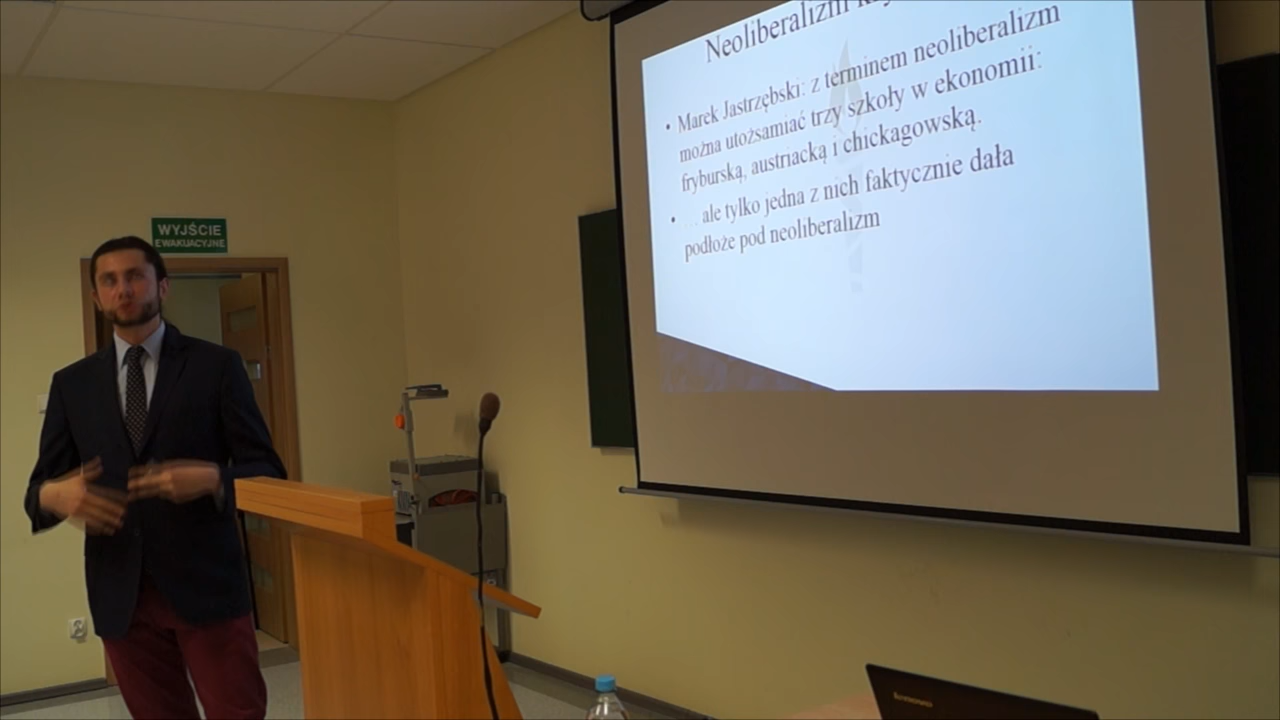 Neoliberalizm
• Marek Jastrzębski: z terminem neoliberalizm
można utożsamiać trzy szkoły w ekonomii:
fryburską, austriacką i chickagowską.
• … ale tylko jedna z nich faktycznie dała
podłoże pod neoliberalizm
WYJŚCIE
EWAKUACYJNE
lenovo